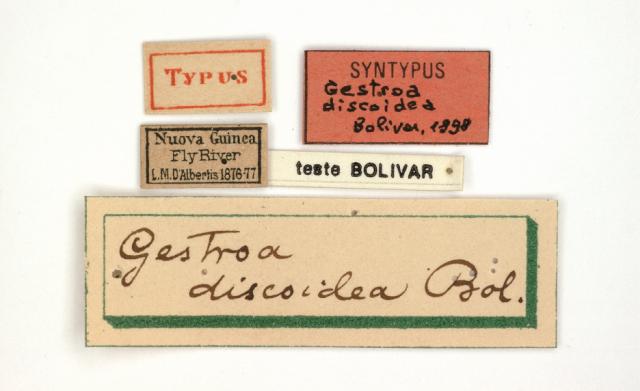 TYPUS
SYNTYPUS
Gestroa
discoidea
Bolivar, 1898
Nuova Guinea
Fly River
L.M.D'Albertis 1876-77
teste BOLIVAR
Gestroa
discoidea Bol.